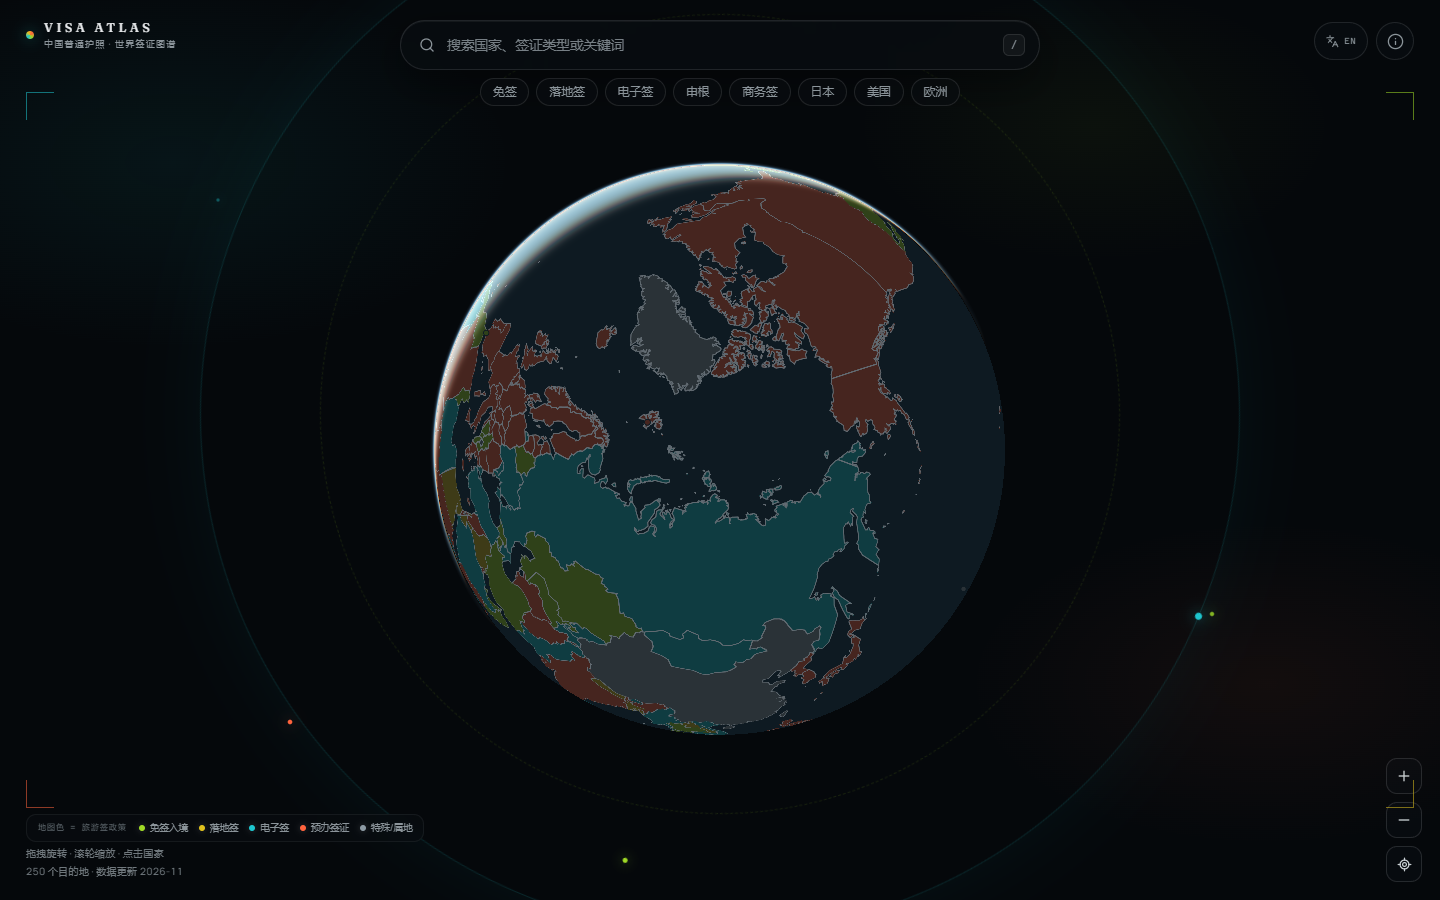 VISA ATLAS
中国普通护照 · 世界签证图谱
搜索国家、签证类型或关键词
/
EN
免签
落地签
电子签
申根
商务签
日本
美国
欧洲
地图色 = 旅游签政策
免签入境
落地签
电子签
预办签证
特殊/属地
拖拽旋转 · 滚轮缩放 · 点击国家
250 个目的地 · 数据更新 2026-11